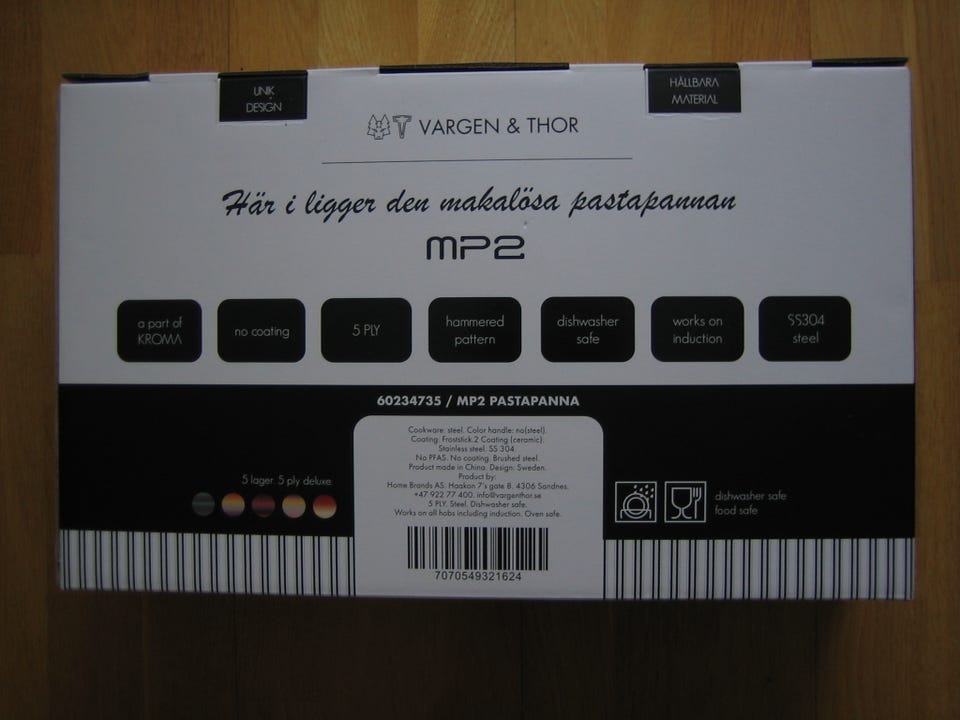 UNIK
DESIGN
HÅLLBARA
MATERIAL
VARGEN & THOR
Här i ligger den makalösa pastapannan
MP2
a part of
KROMA
no coating
5 PLY
hammered
pattern
dishwasher
safe
works on
induction
SS304
steel
60234735 / MP2 PASTAPANNA
Cookware: steel. Color handle: no(steel).
Coating: Froststick.2 Coating (ceramic).
Stainless steel: SS 304.
No PFAS. No coating. Brushed steel.
Product made in China. Design: Sweden.
Product by:
Home Brands AS. Haakon 7's gate 8. 4306 Sandnes.
+47 922 77 400. info@vargenthor.se
5 PLY. Steel. Dishwasher safe.
Works on all hobs including induction. Oven safe.
7070549321624
5 lager. 5 ply deluxe
dishwasher safe
food safe